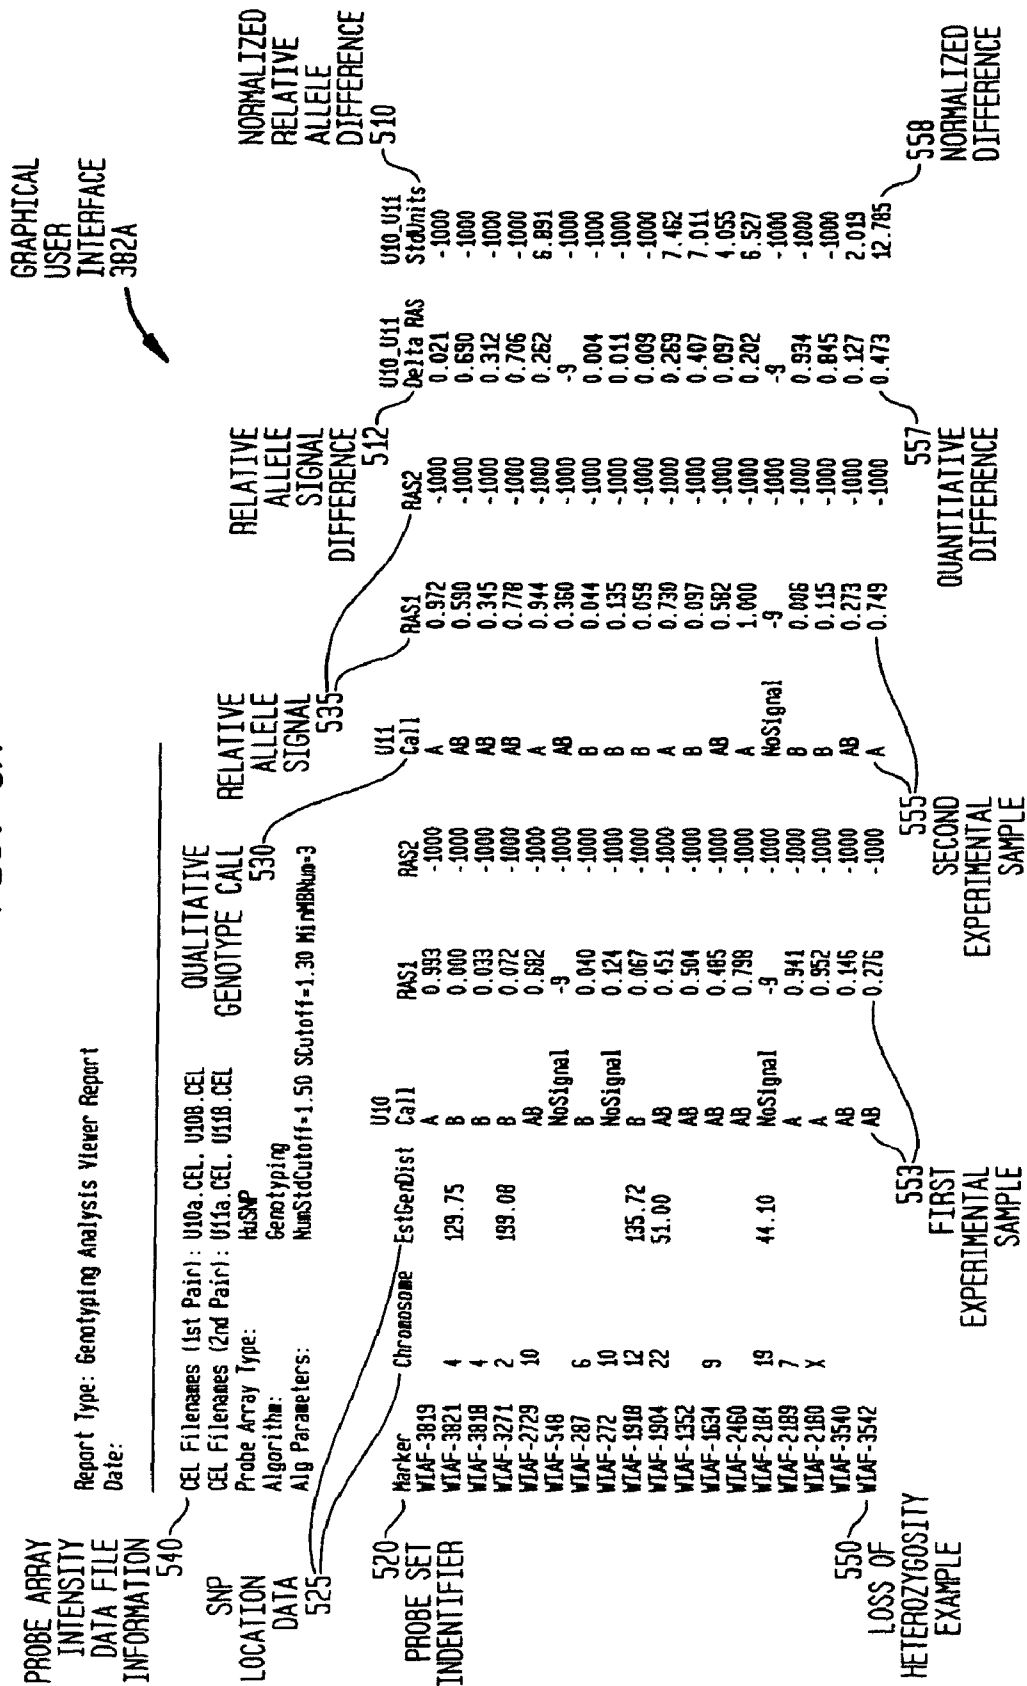 GRAPHICAL
USER
INTERFACE
382A
PROBE ARRAY
INTENSITY
DATA FILE
INFORMATION
540
Report Type: Genotyping Analysis Viewer Report
Date:
CEL Filenames (1st Pair): U10a.CEL, U10B.CEL
CEL Filenames (2nd Pair): U11a.CEL, U11B.CEL
Probe Array Type: HuSNP
Algorithm: Genotyping
Alg Parameters: NumStdCutoff=1.50 SCutoff=1.30 MinMBNum=3
SNP
LOCATION
DATA
525
QUALITATIVE
GENOTYPE CALL
530
RELATIVE
ALLELE
SIGNAL
535
RELATIVE
ALLELE
SIGNAL
DIFFERENCE
512
NORMALIZED
RELATIVE
ALLELE
DIFFERENCE
510
520
PROBE SET
INDENTIFIER
U10 U11 U10_U11 U10_U11
Marker Chromosome EstGenDist Call RAS1 RAS2 Call RAS1 RAS2 Delta RAS StdUnits
WIAF-3819 A 0.993 -1000 A 0.972 -1000 0.021 -1000
WIAF-3821 4 129.75 B 0.000 -1000 AB 0.590 -1000 0.690 -1000
WIAF-3818 4 B 0.033 -1000 AB 0.345 -1000 0.312 -1000
WIAF-3271 2 199.08 B 0.072 -1000 AB 0.778 -1000 0.706 -1000
WIAF-2729 10 AB 0.682 -1000 A 0.944 -1000 0.262 6.891
WIAF-548 NoSignal -9 -1000 AB 0.360 -1000 -9 -1000
WIAF-287 6 B 0.040 -1000 B 0.044 -1000 0.004 -1000
WIAF-272 10 NoSignal 0.124 -1000 B 0.135 -1000 0.011 -1000
WIAF-1918 12 135.72 B 0.067 -1000 B 0.059 -1000 0.009 -1000
WIAF-1904 22 51.00 AB 0.451 -1000 A 0.730 -1000 0.269 7.462
WIAF-1352 AB 0.504 -1000 B 0.097 -1000 0.407 7.011
WIAF-1634 9 AB 0.485 -1000 AB 0.582 -1000 0.097 4.055
WIAF-2460 AB 0.798 -1000 A 1.000 -1000 0.202 6.527
WIAF-2184 19 44.10 NoSignal -9 -1000 NoSignal -9 -1000 -9 -1000
WIAF-2189 7 A 0.941 -1000 B 0.006 -1000 0.934 -1000
WIAF-2180 X A 0.952 -1000 B 0.115 -1000 0.845 -1000
WIAF-3540 AB 0.146 -1000 AB 0.273 -1000 0.127 2.019
WIAF-3542 AB 0.276 -1000 A 0.749 -1000 0.473 12.785
550
LOSS OF
HETEROZYGOSITY
EXAMPLE
553
FIRST
EXPERIMENTAL
SAMPLE
555
SECOND
EXPERIMENTAL
SAMPLE
557
QUANTITATIVE
DIFFERENCE
558
NORMALIZED
DIFFERENCE